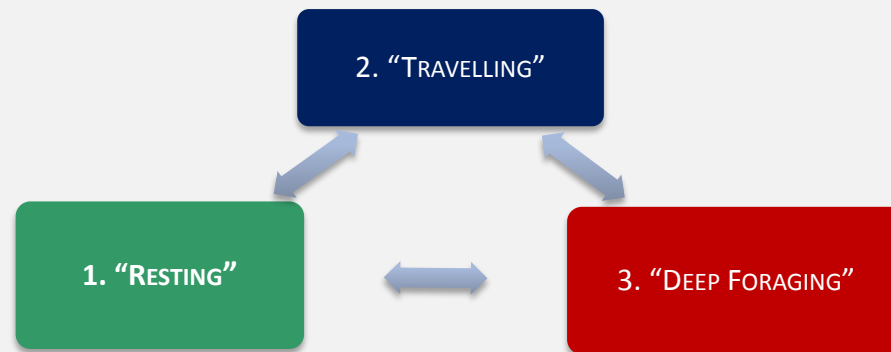 2. “TRAVELLING”
1. “RESTING”
3. “DEEP FORAGING”